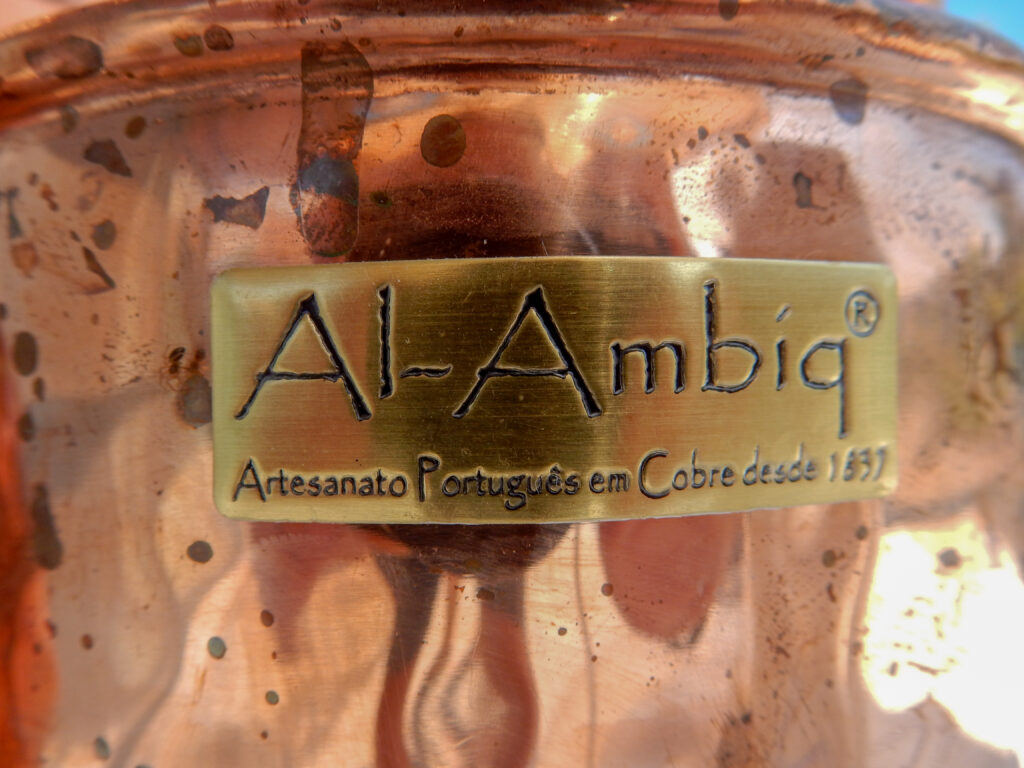 Al-Ambiq®
Artesanato Português em Cobre desde 1837